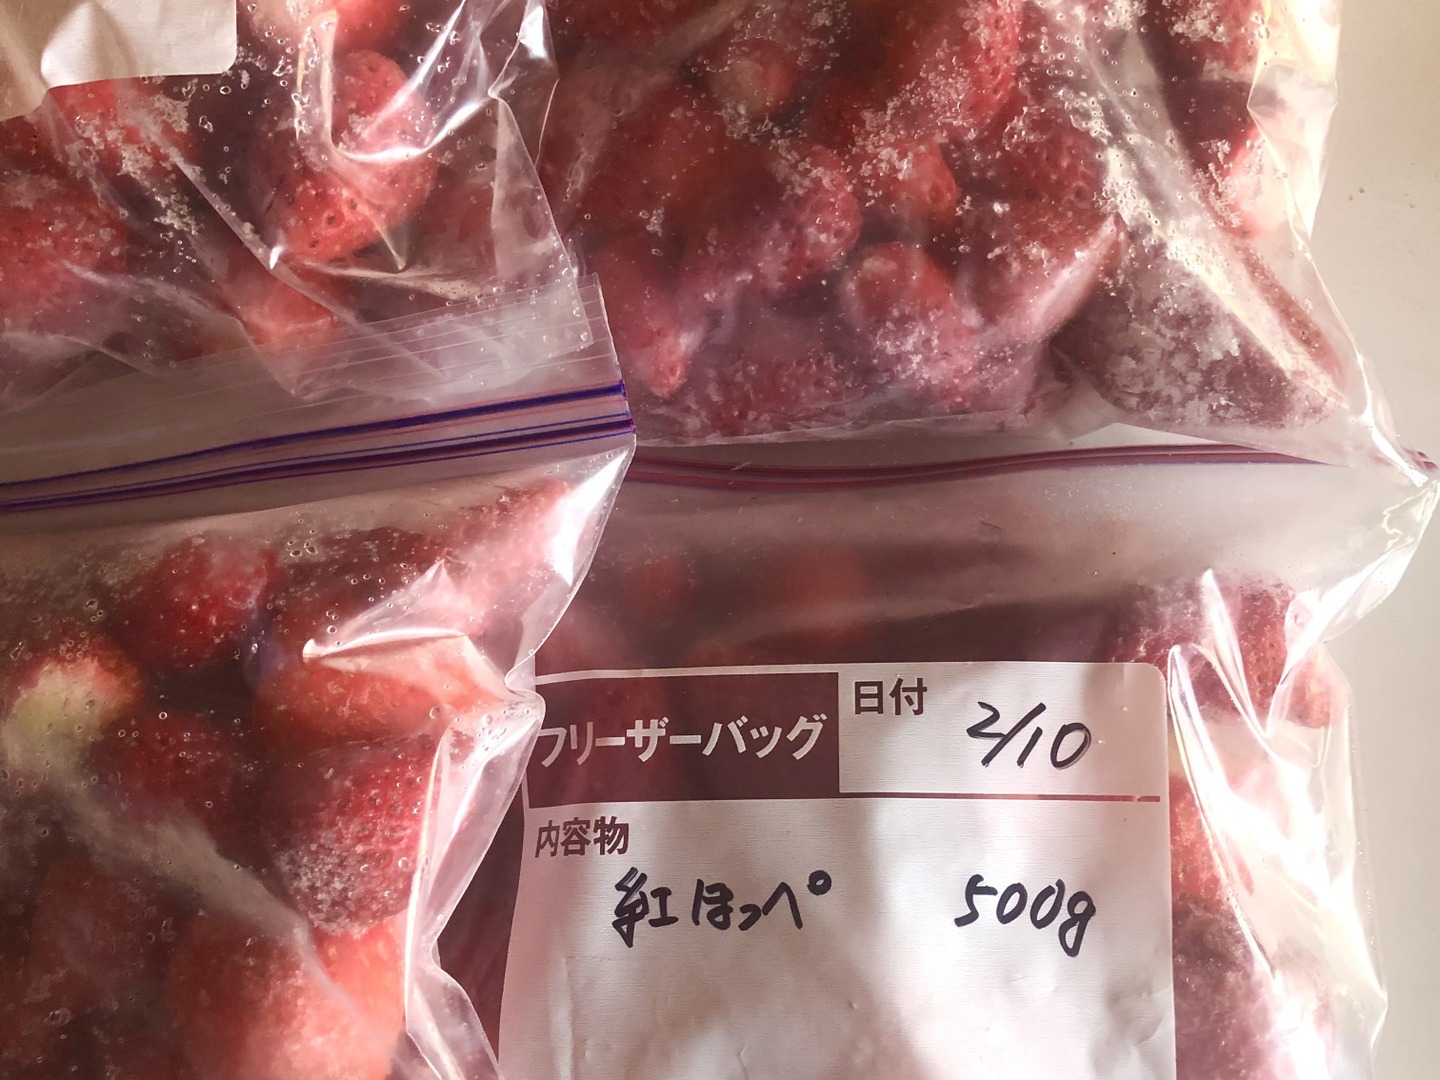 フリーザーバッグ
日付 2/10
内容物
紅ほっぺ 500g